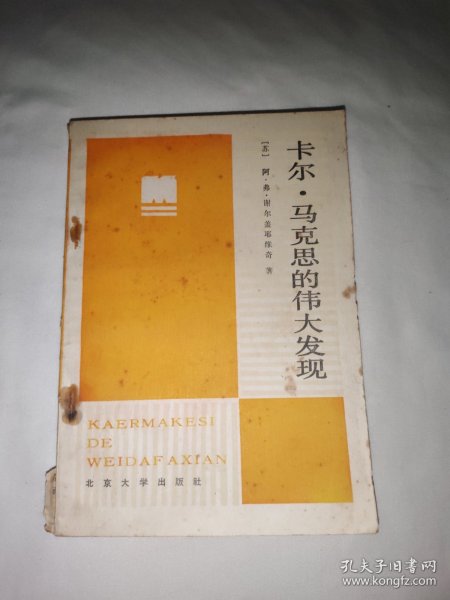 卡尔·马克思的伟大发现
[苏] 阿·弗·谢尔盖耶维奇 著
KAERMAKESI
DE
WEIDAFAXIAN
北京大学出版社
孔夫子旧书网
www.kongfz.com